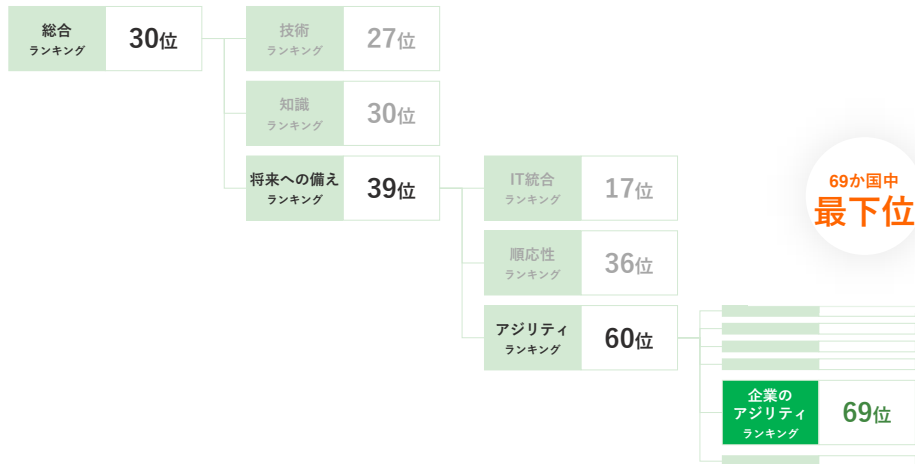 総合
ランキング
30位
技術
ランキング
27位
知識
ランキング
30位
将来への備え
ランキング
39位
IT統合
ランキング
17位
順応性
ランキング
36位
アジリティ
ランキング
60位
69か国中
最下位
企業の
アジリティ
ランキング
69位